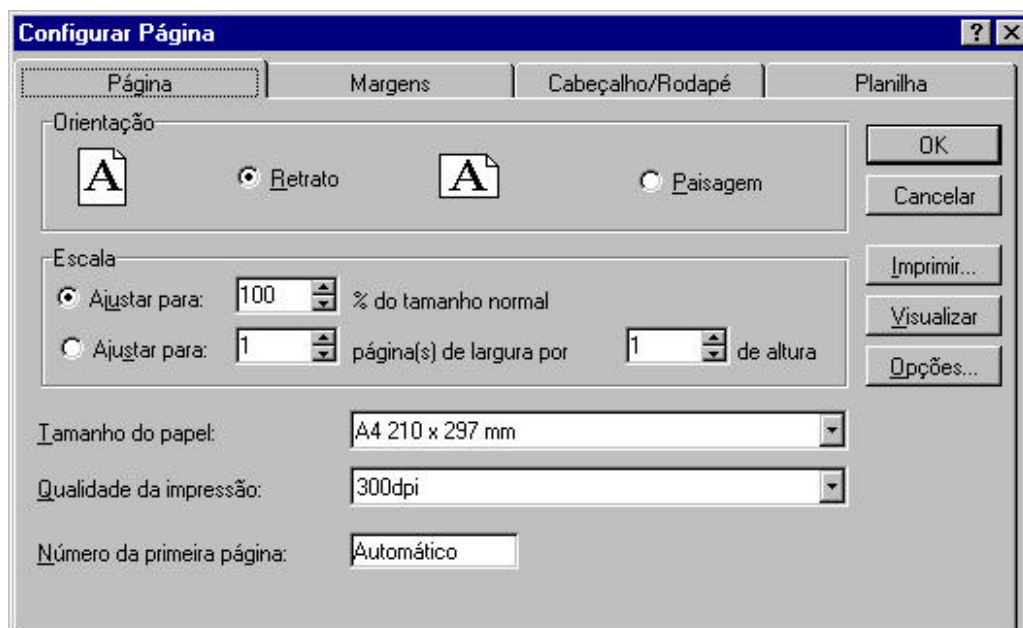 Configurar Página
Página Margens Cabeçalho/Rodapé Planilha
Orientação
A Retrato A Paisagem
OK
Cancelar
Escala
Ajustar para: 100 % do tamanho normal
Ajustar para: 1 página(s) de largura por 1 de altura
Imprimir...
Visualizar
Opções...
Tamanho do papel: A4 210 x 297 mm
Qualidade da impressão: 300dpi
Número da primeira página: Automático